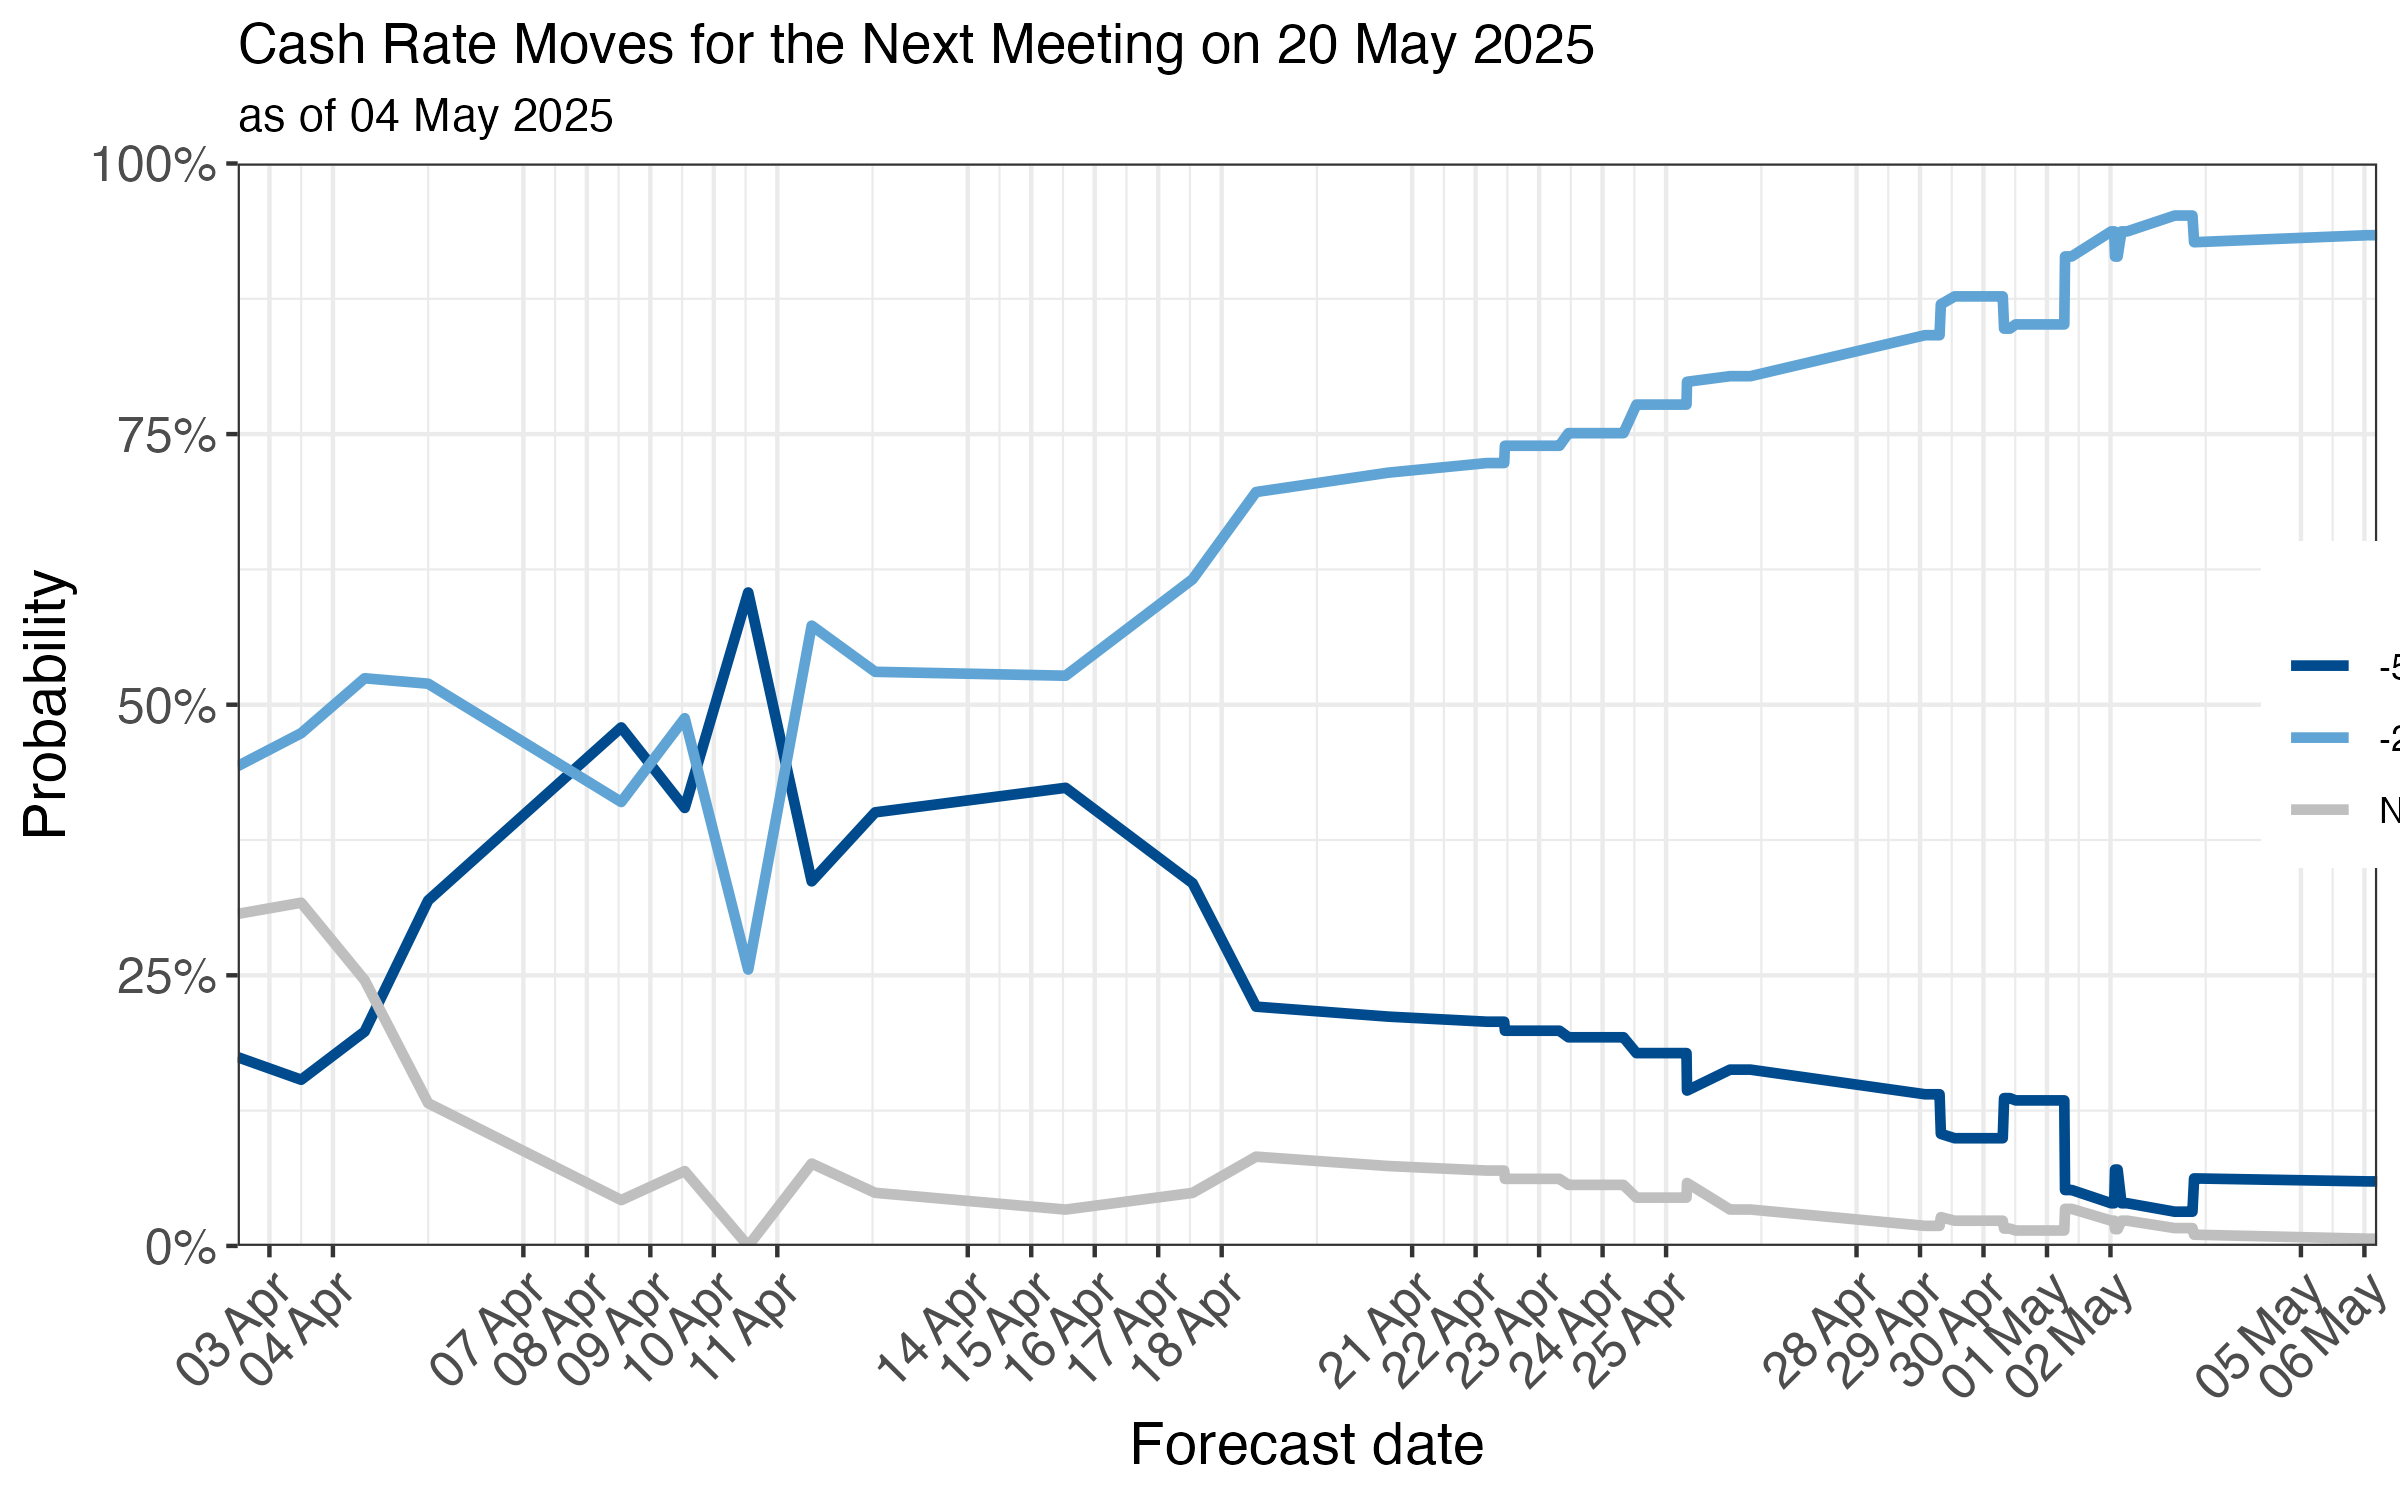 Cash Rate Moves for the Next Meeting on 20 May 2025
as of 04 May 2025
100%
75%
50%
25%
0%
Probability
-5
-2
N
03 Apr
04 Apr
07 Apr
08 Apr
09 Apr
10 Apr
11 Apr
14 Apr
15 Apr
16 Apr
17 Apr
18 Apr
21 Apr
22 Apr
23 Apr
24 Apr
25 Apr
28 Apr
29 Apr
30 Apr
01 May
02 May
05 May
06 May
Forecast date